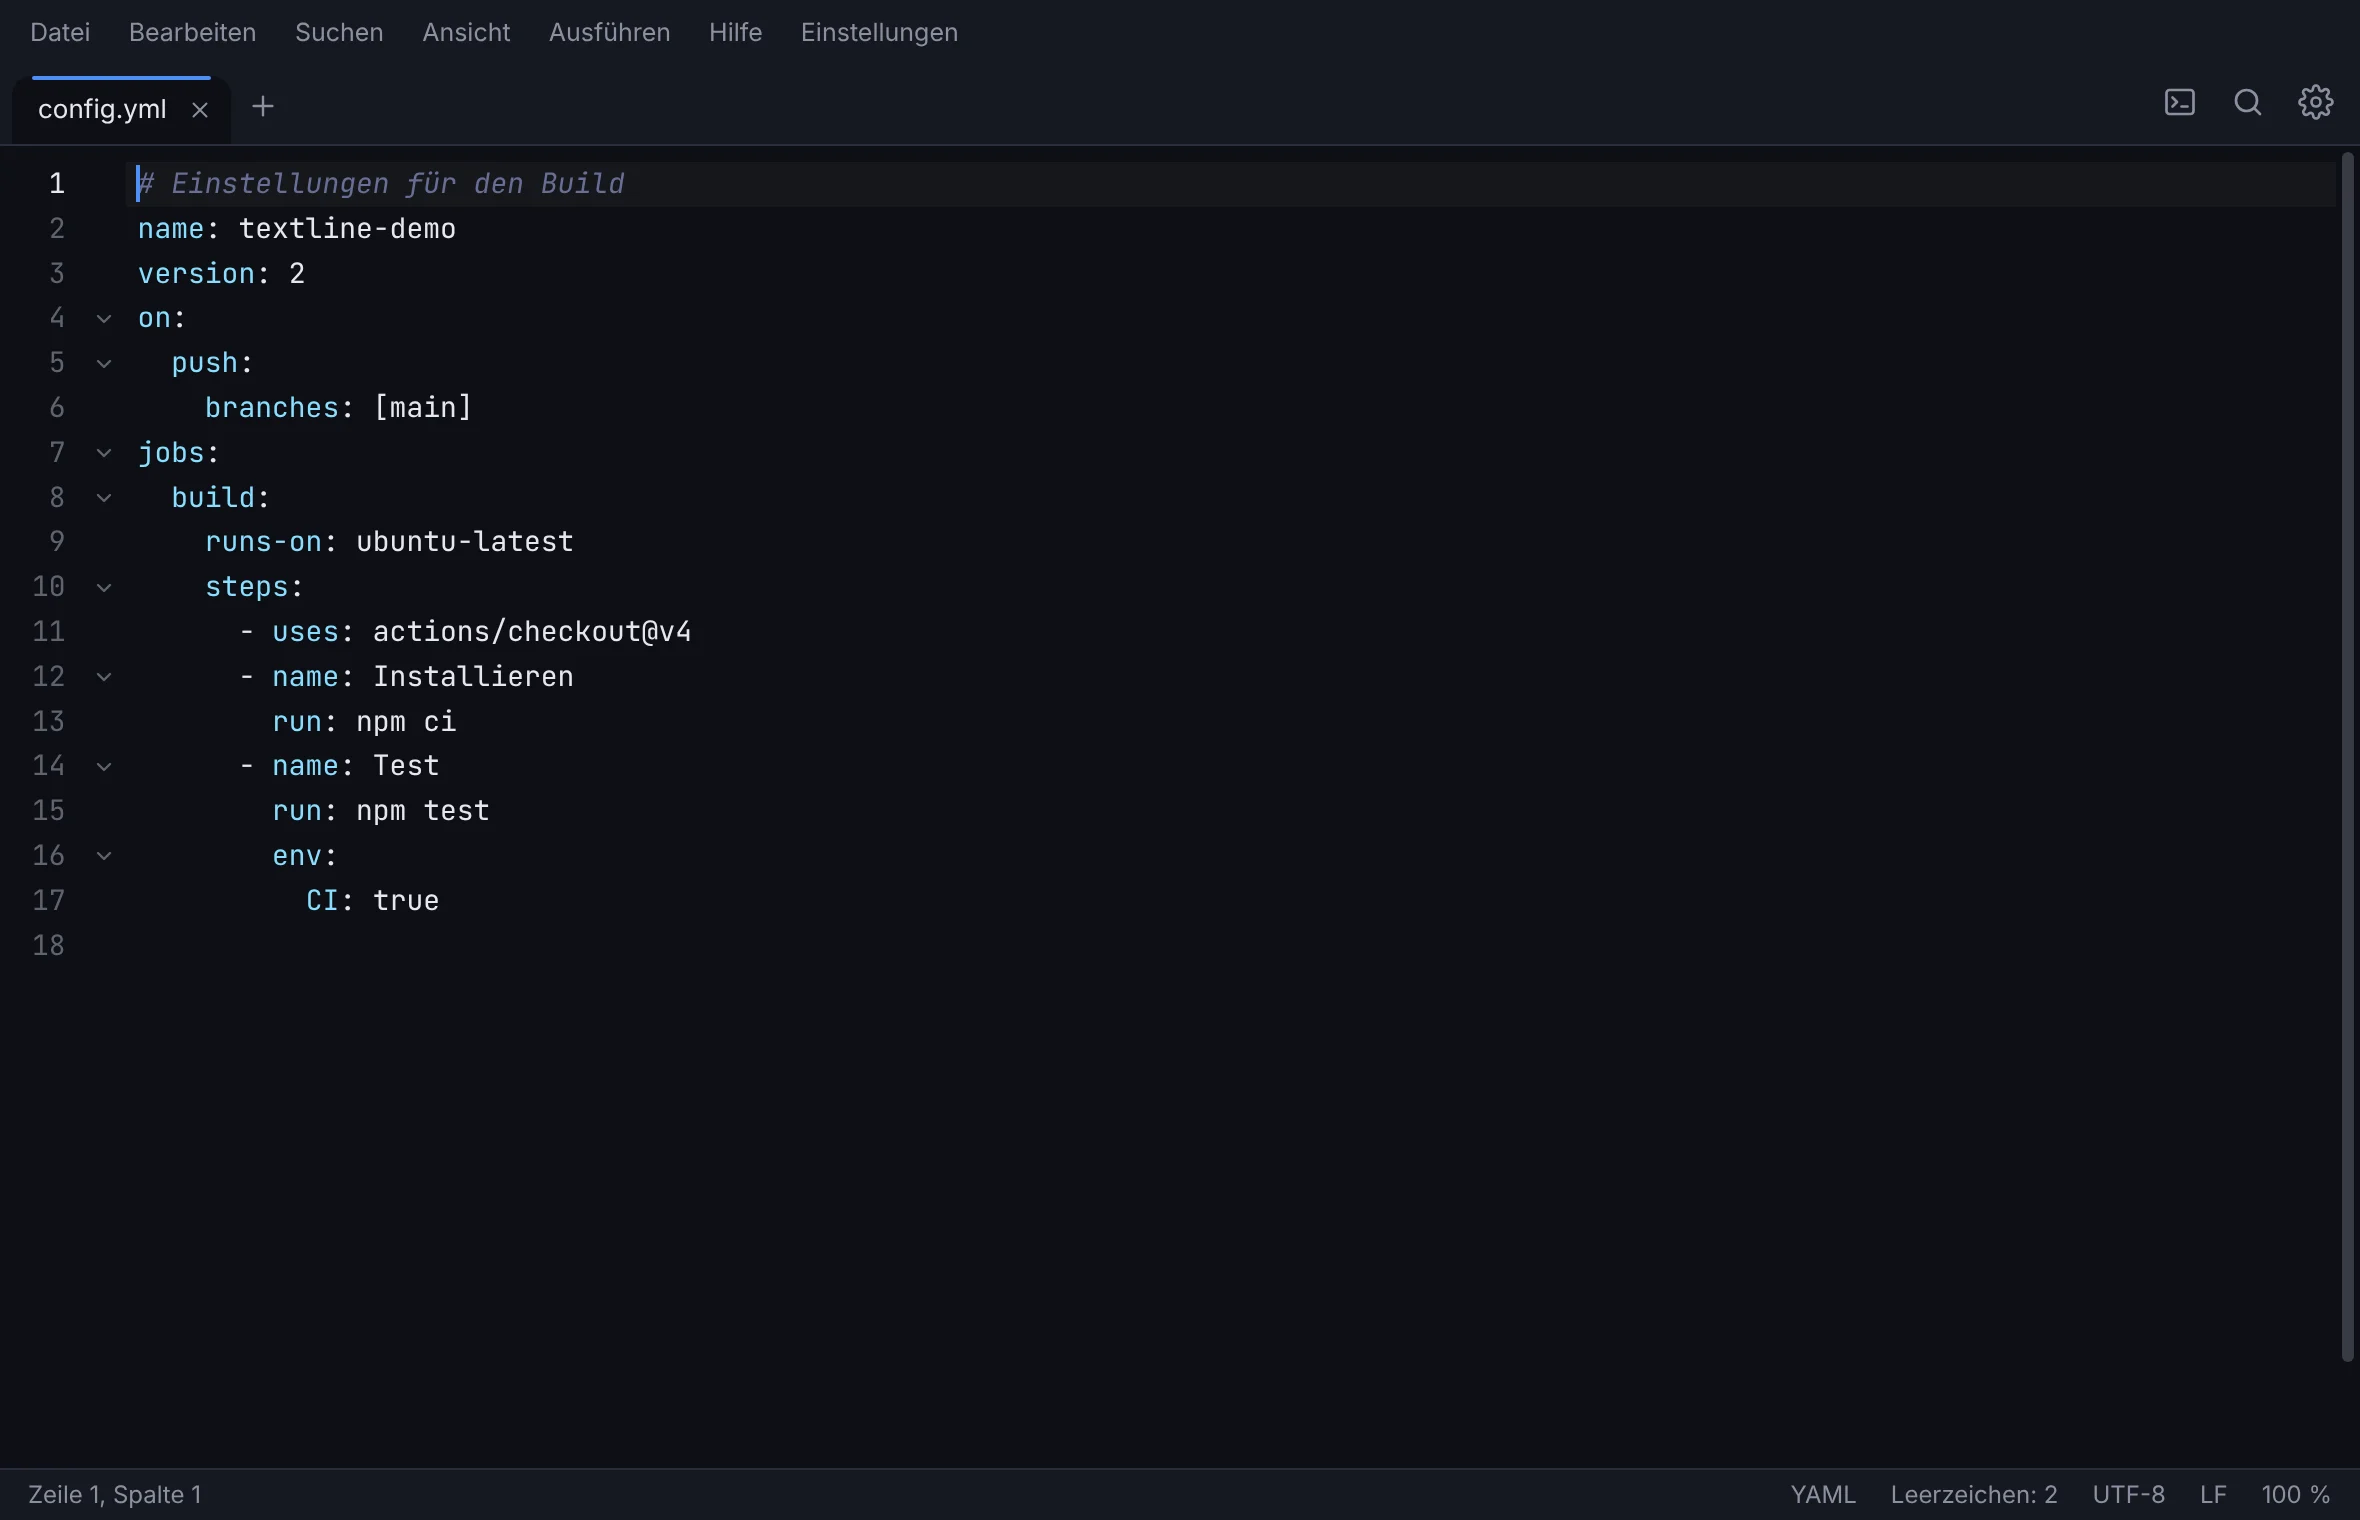 Datei Bearbeiten Suchen Ansicht Ausführen Hilfe Einstellungen
config.yml
1 # Einstellungen für den Build
2 name: textline-demo
3 version: 2
4 on:
5   push:
6     branches: [main]
7 jobs:
8   build:
9     runs-on: ubuntu-latest
10     steps:
11       - uses: actions/checkout@v4
12       - name: Installieren
13         run: npm ci
14       - name: Test
15         run: npm test
16         env:
17           CI: true
18
Zeile 1, Spalte 1 YAML Leerzeichen: 2 UTF-8 LF 100 %